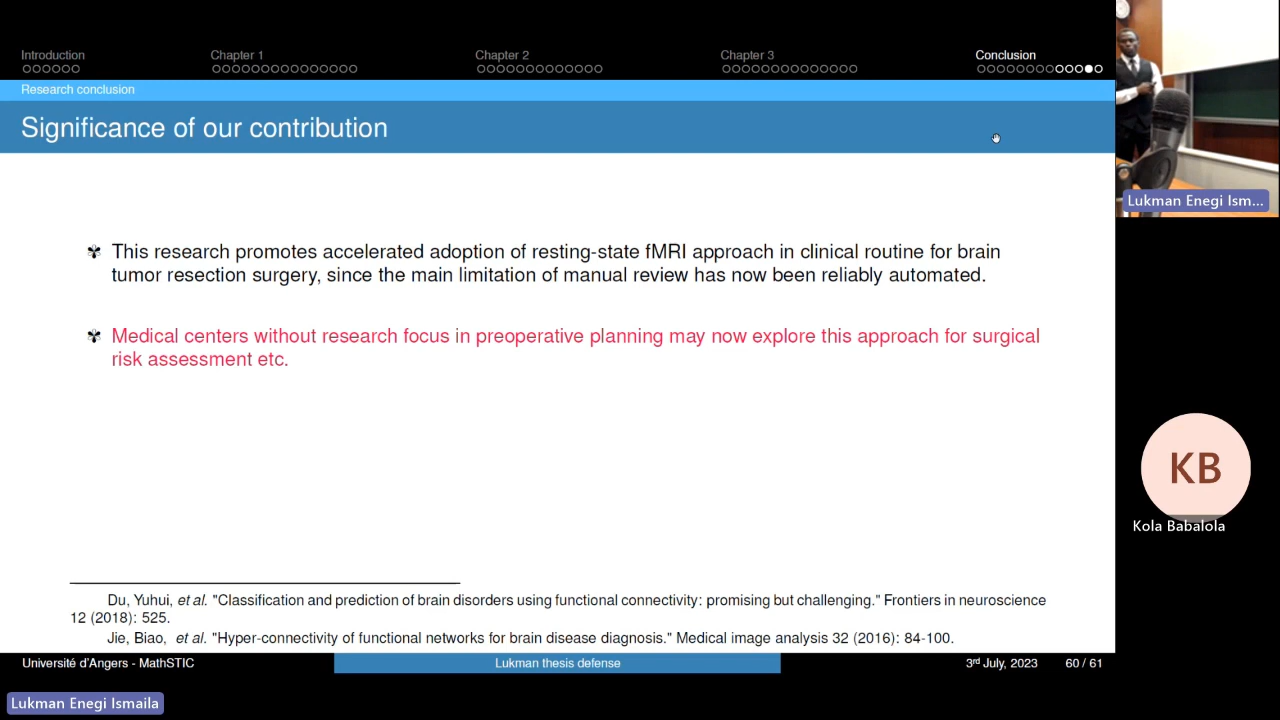 Introduction
Chapter 1
Chapter 2
Chapter 3
Conclusion
Research conclusion
Significance of our contribution
This research promotes accelerated adoption of resting-state fMRI approach in clinical routine for brain
tumor resection surgery, since the main limitation of manual review has now been reliably automated.
Medical centers without research focus in preoperative planning may now explore this approach for surgical
risk assessment etc.
Du, Yuhui, et al. "Classification and prediction of brain disorders using functional connectivity: promising but challenging." Frontiers in neuroscience
12 (2018): 525.
Jie, Biao, et al. "Hyper-connectivity of functional networks for brain disease diagnosis." Medical image analysis 32 (2016): 84-100.
Université d'Angers - MathSTIC
Lukman thesis defense
3rd July, 2023
60 / 61
Lukman Enegi Ism...
KB
Kola Babalola
Lukman Enegi Ismaila